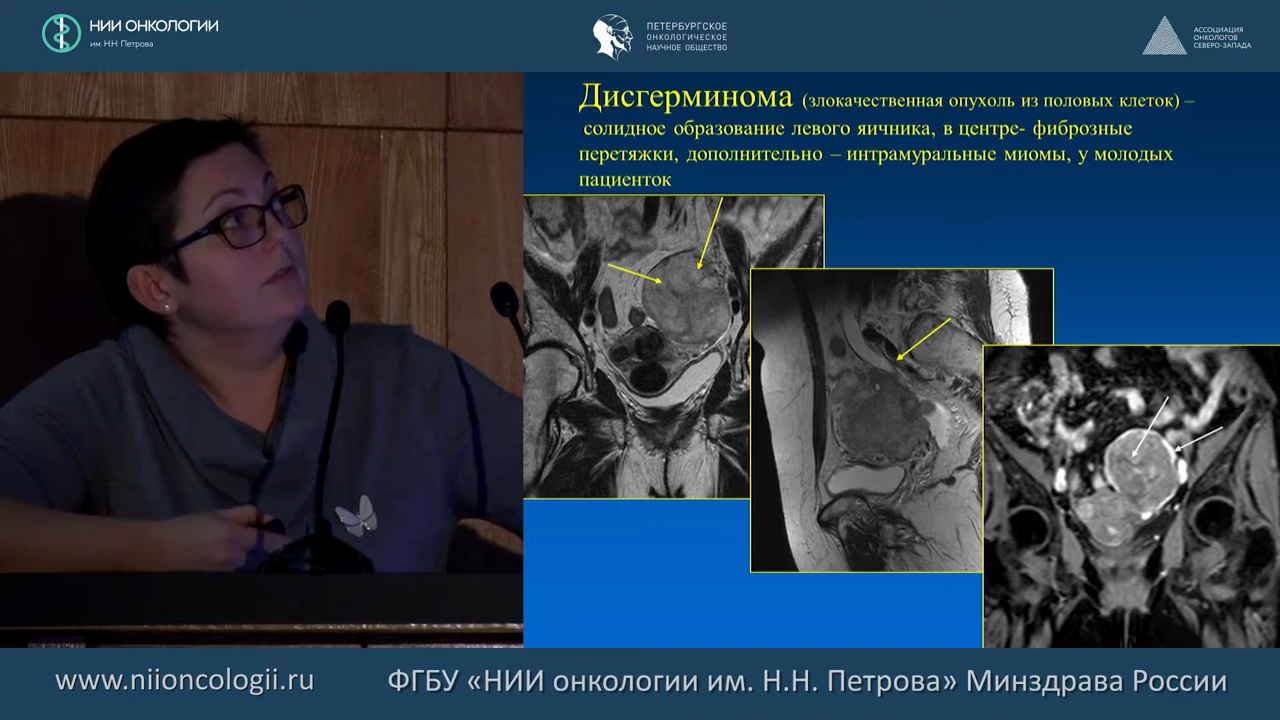 НИИ ОНКОЛОГИИ
им. Н.Н. Петрова
ПЕТЕРБУРГСКОЕ
ОНКОЛОГИЧЕСКОЕ
НАУЧНОЕ ОБЩЕСТВО
АССОЦИАЦИЯ
ОНКОЛОГОВ
СЕВЕРО-ЗАПАДА
Дисгерминома (злокачественная опухоль из половых клеток) –
солидное образование левого яичника, в центре- фиброзные
перетяжки, дополнительно – интрамуральные миомы, у молодых
пациенток
www.niioncologii.ru
ФГБУ «НИИ онкологии им. Н.Н. Петрова» Минздрава России